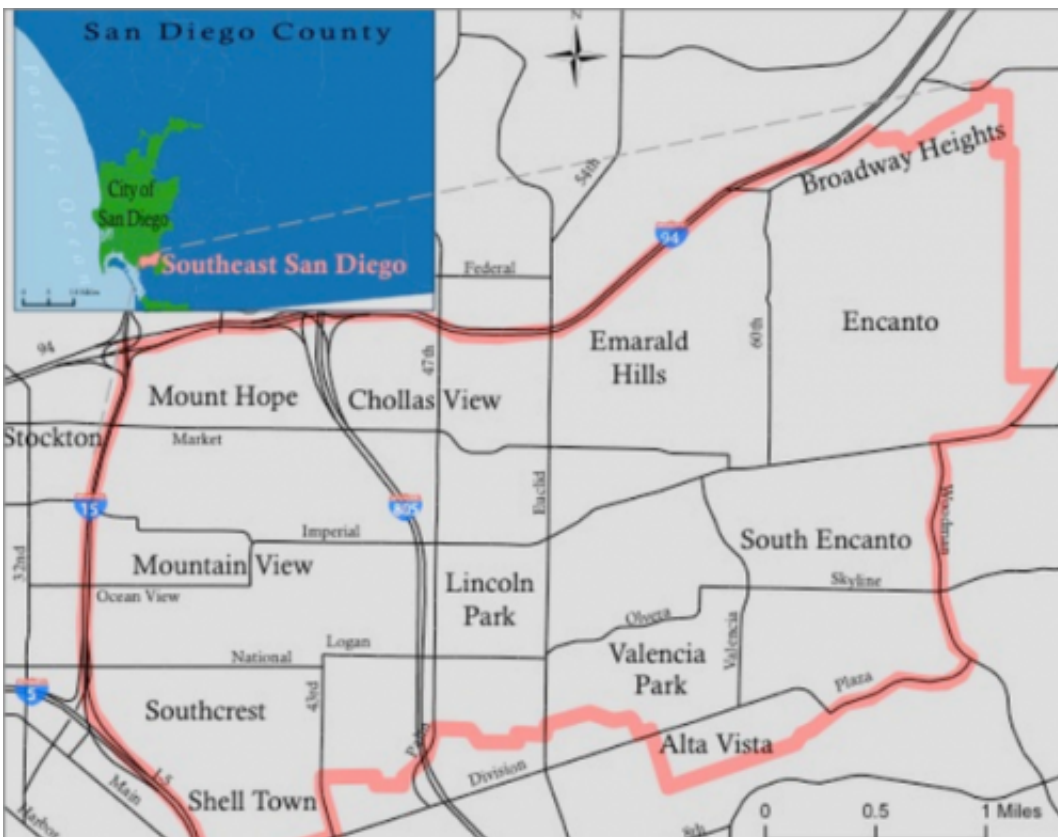 San Diego County
Pacific Ocean
City of
San Diego
Southeast San Diego
54th
Broadway Heights
94
Federal
Emarald
Hills
60th
Encanto
94
47th
Mount Hope
Chollas View
Stockton
Market
Euclid
15
805
Woodman
Imperial
South Encanto
32nd
Mountain View
Lincoln
Park
Skyline
Ocean View
Olvera
Logan
National
Valencia
Park
Valencia
5
43rd
Southcrest
Plaza
Alta Vista
I-5
Main
Division
Shell Town
Harbor
0
0.5
1 Miles
8th